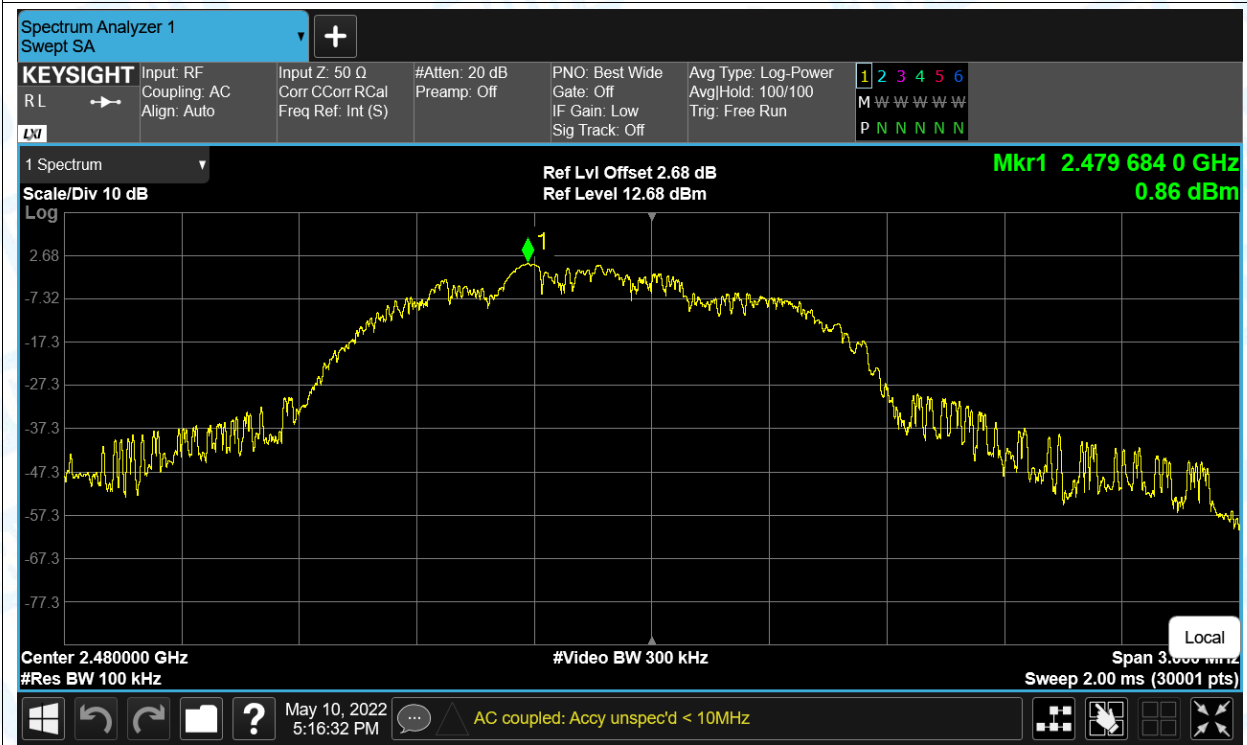 Spectrum Analyzer 1
Swept SA
+
KEYSIGHT
R L
LXI
Input: RF
Coupling: AC
Align: Auto
Input Z: 50 Ω
Corr CCorr RCal
Freq Ref: Int (S)
#Atten: 20 dB
Preamp: Off
PNO: Best Wide
Gate: Off
IF Gain: Low
Sig Track: Off
Avg Type: Log-Power
Avg|Hold: 100/100
Trig: Free Run
1 2 3 4 5 6
M W W W W W
P N N N N N
1 Spectrum
Scale/Div 10 dB
Ref Lvl Offset 2.68 dB
Ref Level 12.68 dBm
Mkr1 2.479 684 0 GHz
0.86 dBm
Log
1
2.68
-7.32
-17.3
-27.3
-37.3
-47.3
-57.3
-67.3
-77.3
Local
Center 2.480000 GHz
#Video BW 300 kHz
Span 3.000 MHz
#Res BW 100 kHz
Sweep 2.00 ms (30001 pts)
?
May 10, 2022
5:16:32 PM
AC coupled: Accy unspec'd < 10MHz